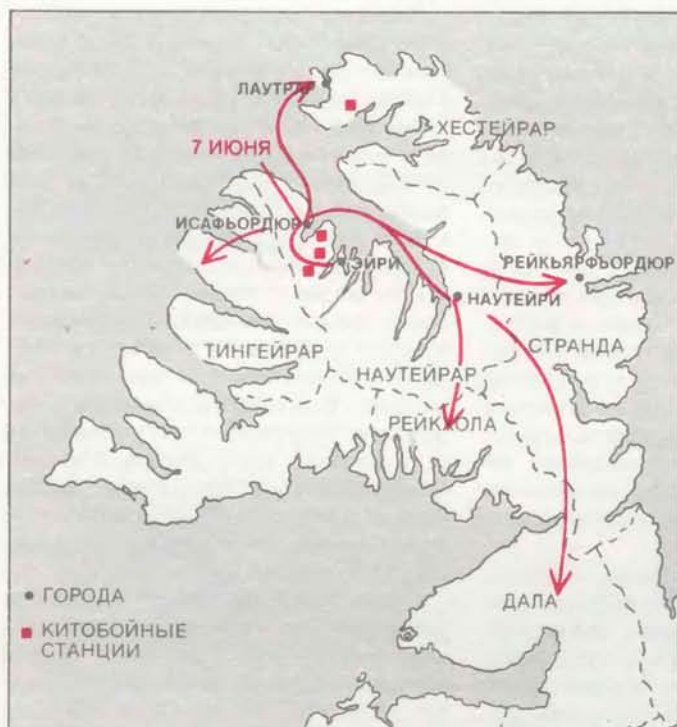 ЛАУТРАР
ХЕСТЕЙРАР
7 ИЮНЯ
ИСАФЬОРДЮР
ЭЙРИ
РЕЙКЬЯРФЬОРДЮР
НАУТЕЙРИ
ТИНГЕЙРАР
СТРАНДА
НАУТЕЙРАР
РЕЙКХОЛА
ДАЛА
ГОРОДА
КИТОБОЙНЫЕ
СТАНЦИИ